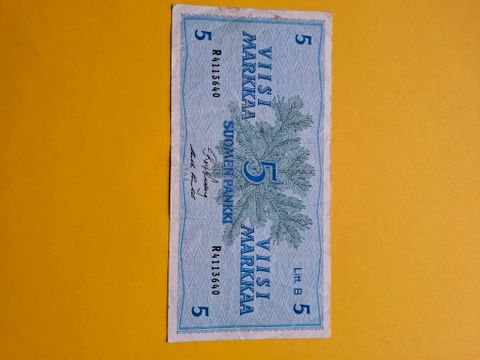 5 5
VIISI VIISI
MARKKAA MARKKAA
R4113640 Litt. B
5
SUOMEN PANKKI
R4113640
5 5